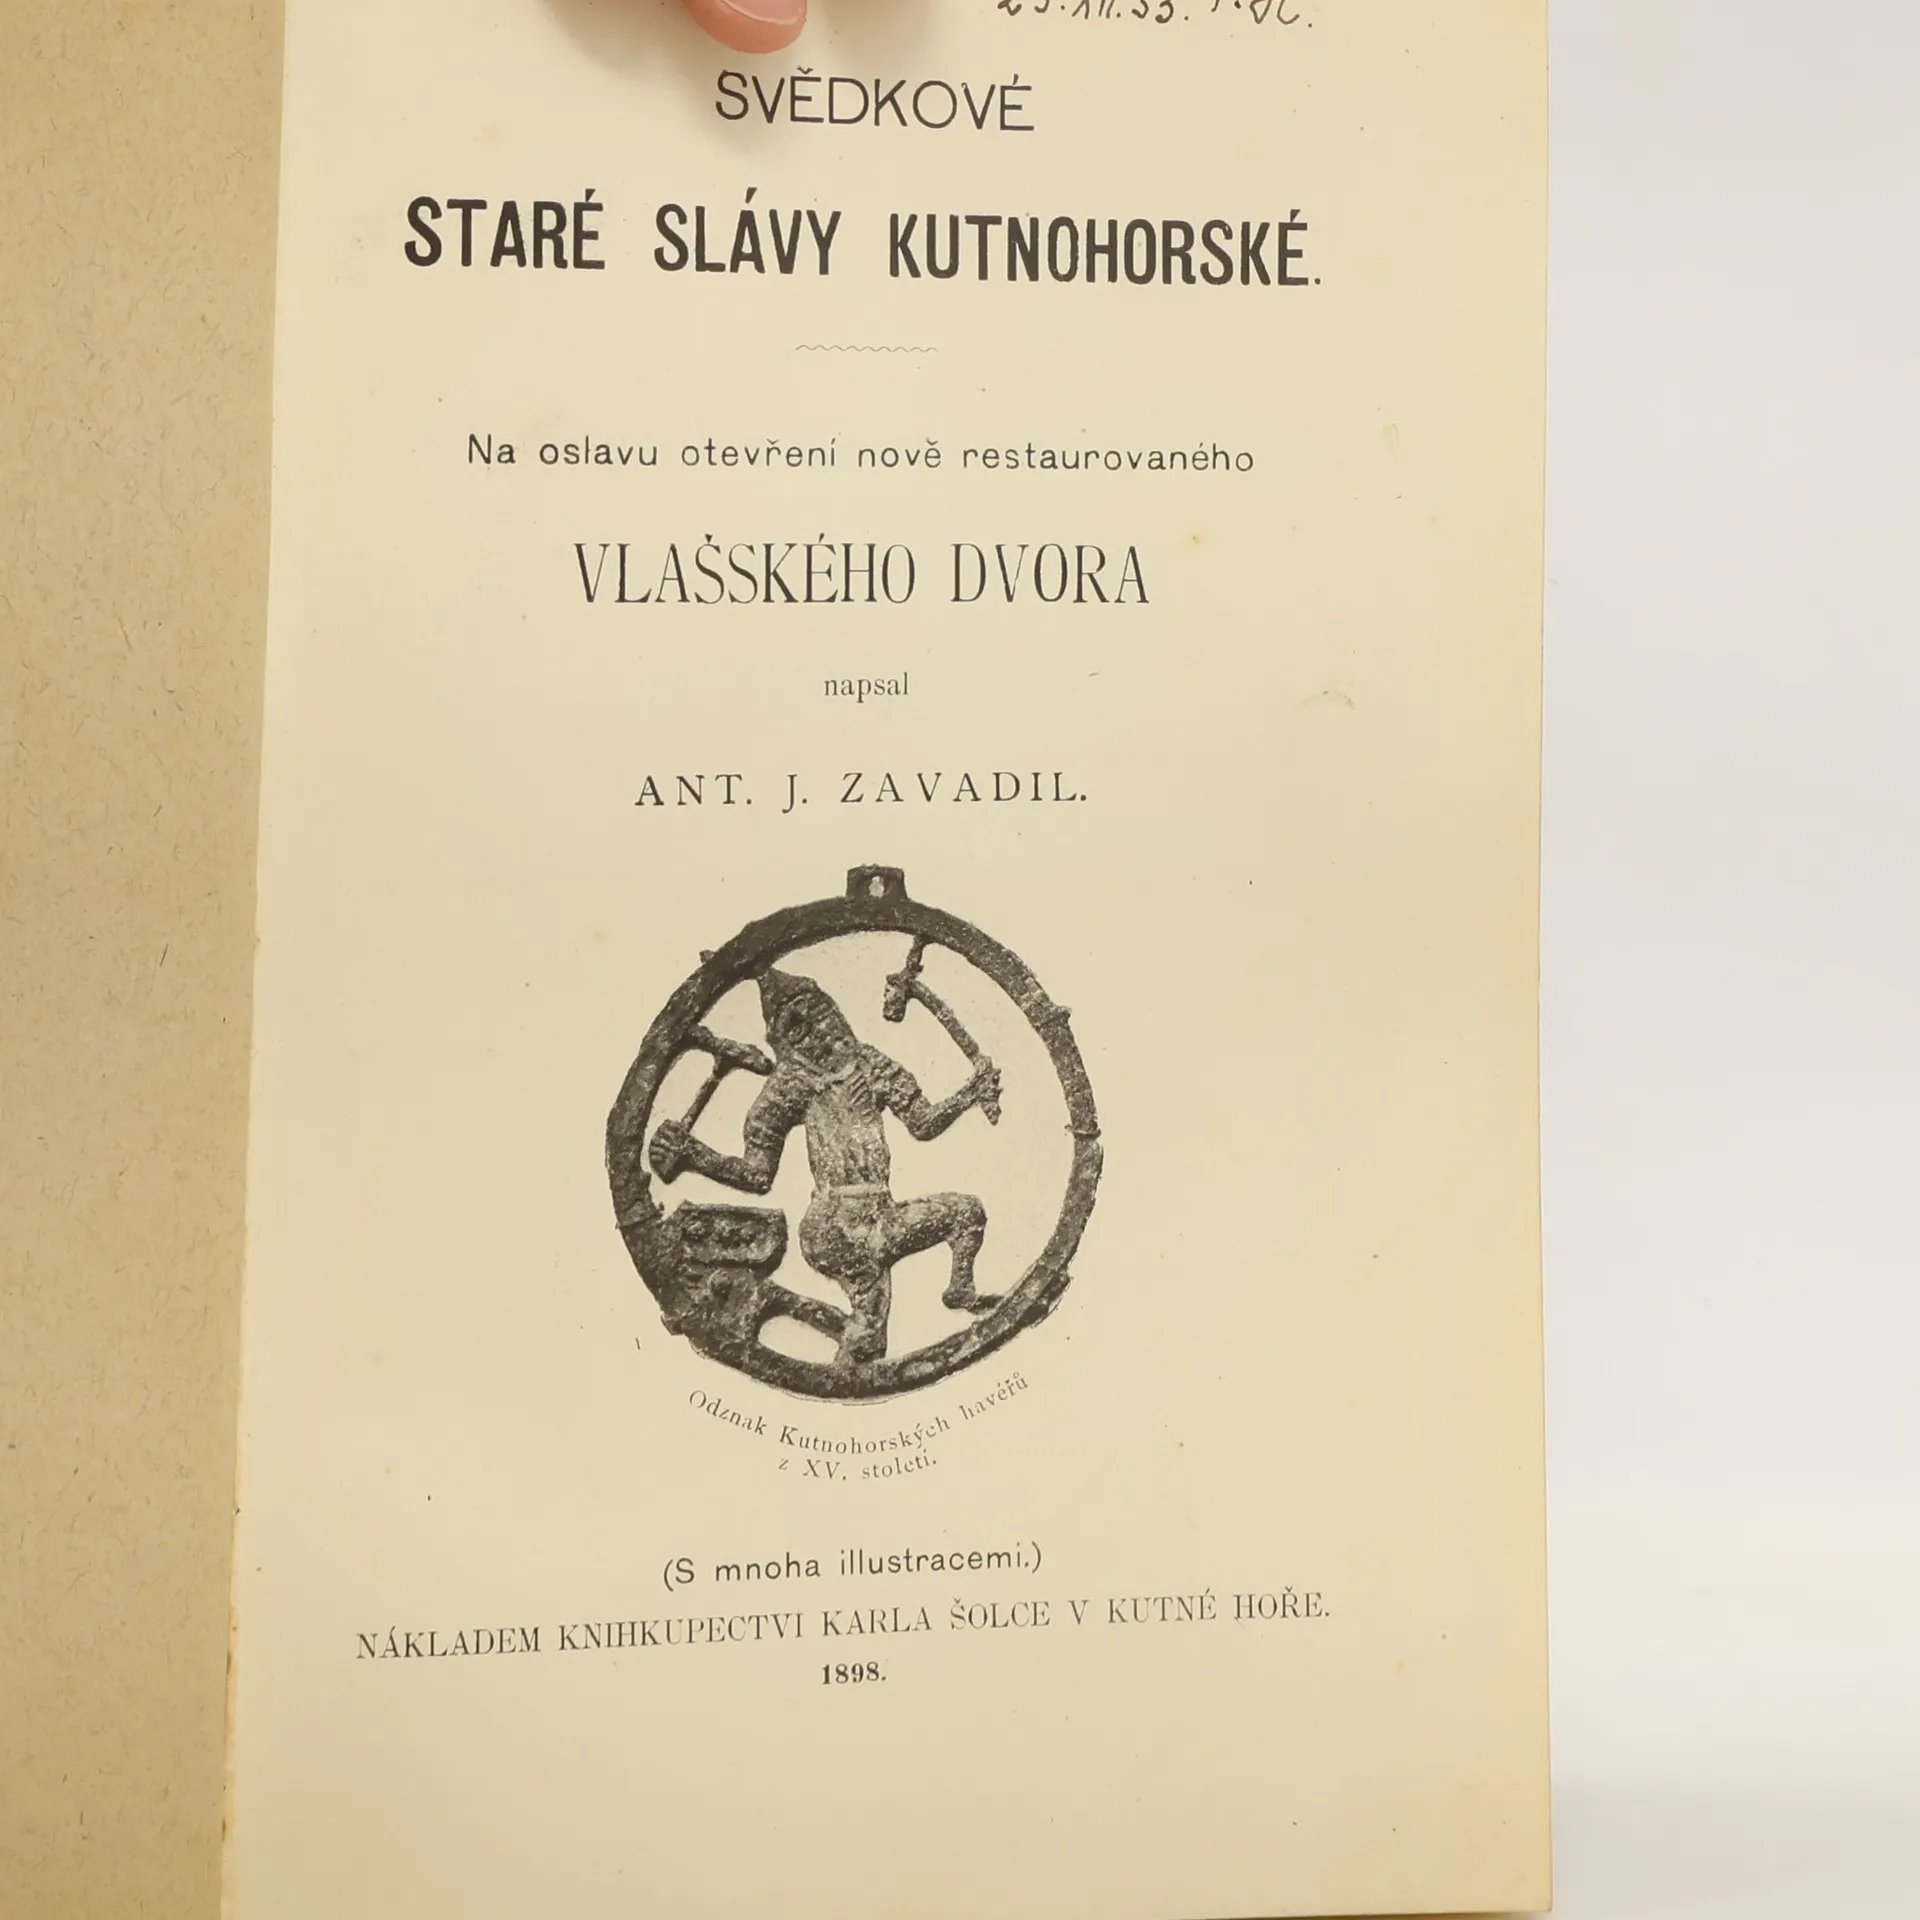 SVĚDKOVÉ
STARÉ SLÁVY KUTNOHORSKÉ.
Na oslavu otevření nově restaurovaného
VLAŠSKÉHO DVORA
napsal
ANT. J. ZAVADIL.
Odznak Kutnohorských havéřů
z XV. století.
(S mnoha illustracemi.)
NÁKLADEM KNIHKUPECTVI KARLA ŠOLCE V KUTNÉ HOŘE.
1898.